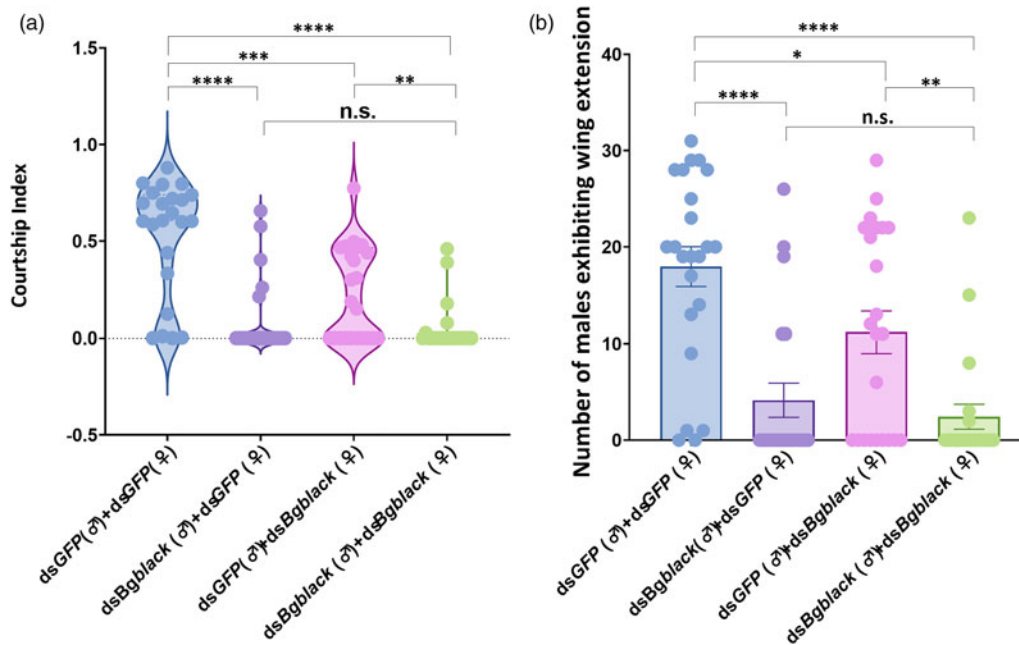 (a)
****
***
****
**
n.s.
1.5
1.0
0.5
0.0
-0.5
Courtship Index
dsGFP(♂)+dsGFP(♀)
dsBgblack (♂)+dsGFP (♀)
dsGFP(♂)+dsBgblack (♀)
dsBgblack (♂)+dsBgblack (♀)
(b)
****
*
****
**
n.s.
40
30
20
10
0
Number of males exhibiting wing extension
dsGFP (♂)+dsGFP (♀)
dsBgblack(♂)+dsGFP (♀)
dsGFP (♂)+dsBgblack (♀)
dsBgblack (♂)+dsBgblack (♀)